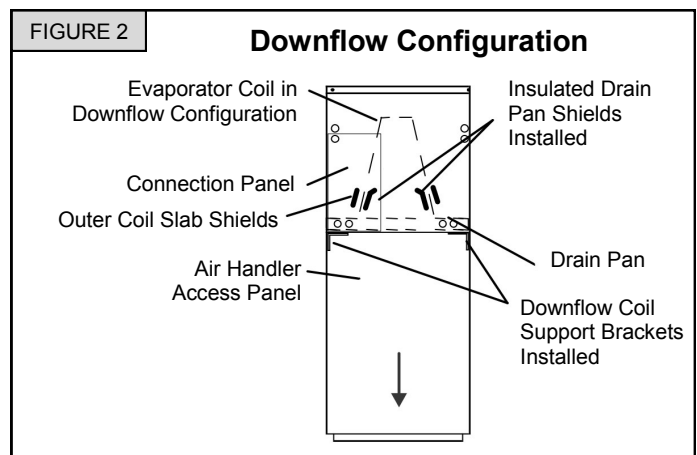 FIGURE 2
Downflow Configuration
Evaporator Coil in
Downflow Configuration
Insulated Drain
Pan Shields
Installed
Connection Panel
Outer Coil Slab Shields
Air Handler
Access Panel
Drain Pan
Downflow Coil
Support Brackets
Installed